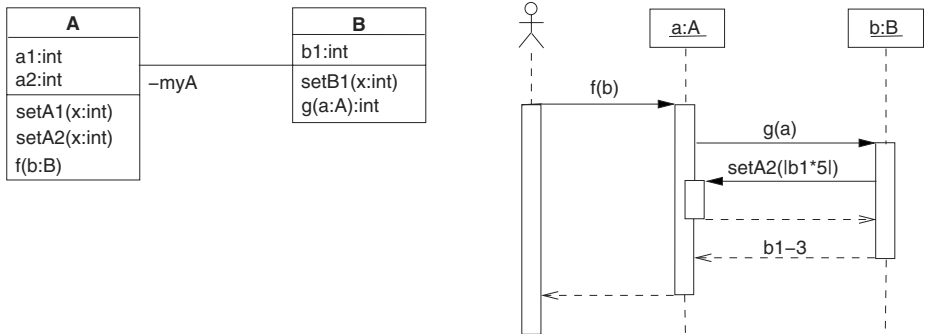 A
a1:int
a2:int
setA1(x:int)
setA2(x:int)
f(b:B)
–myA
B
b1:int
setB1(x:int)
g(a:A):int
a:A
b:B
f(b)
g(a)
setA2(|b1*5|)
b1–3